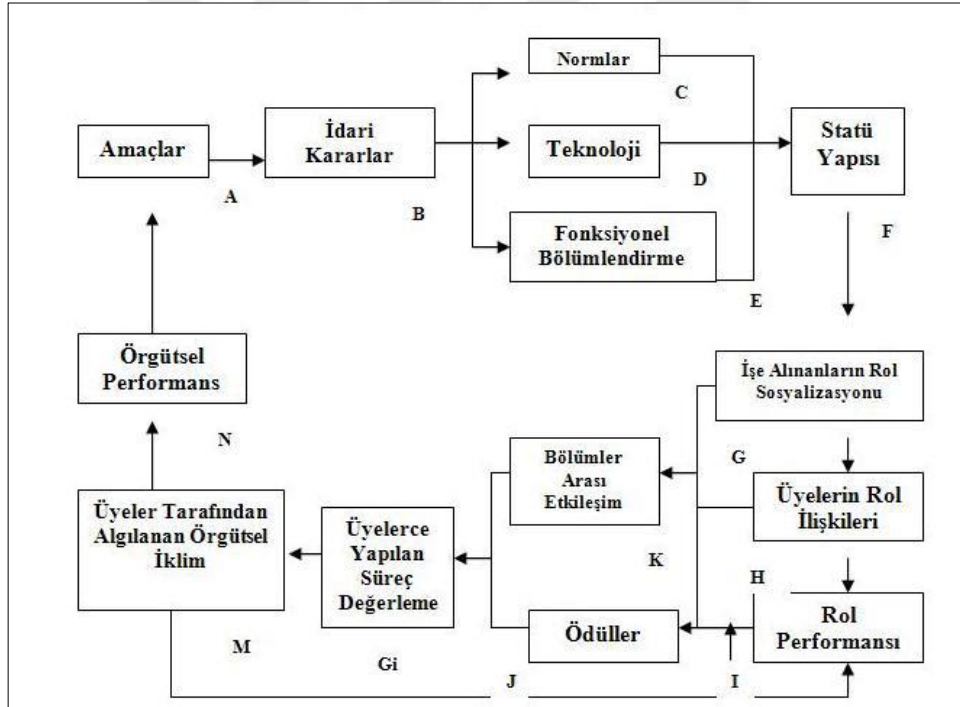 Normlar
C
Amaçlar
İdari
Kararlar
Teknoloji
Statü
Yapısı
A
B
D
Fonksiyonel
Bölümlendirme
F
E
Örgütsel
Performans
İşe Alınanların Rol
Sosyalizasyonu
N
Bölümler
Arası
Etkileşim
G
Üyelerin Rol
İlişkileri
Üyeler Tarafından
Algılanan Örgütsel
İklim
Üyelerce
Yapılan
Süreç
Değerleme
K
H
Ödüller
Rol
Performansı
M
Gi
J
I